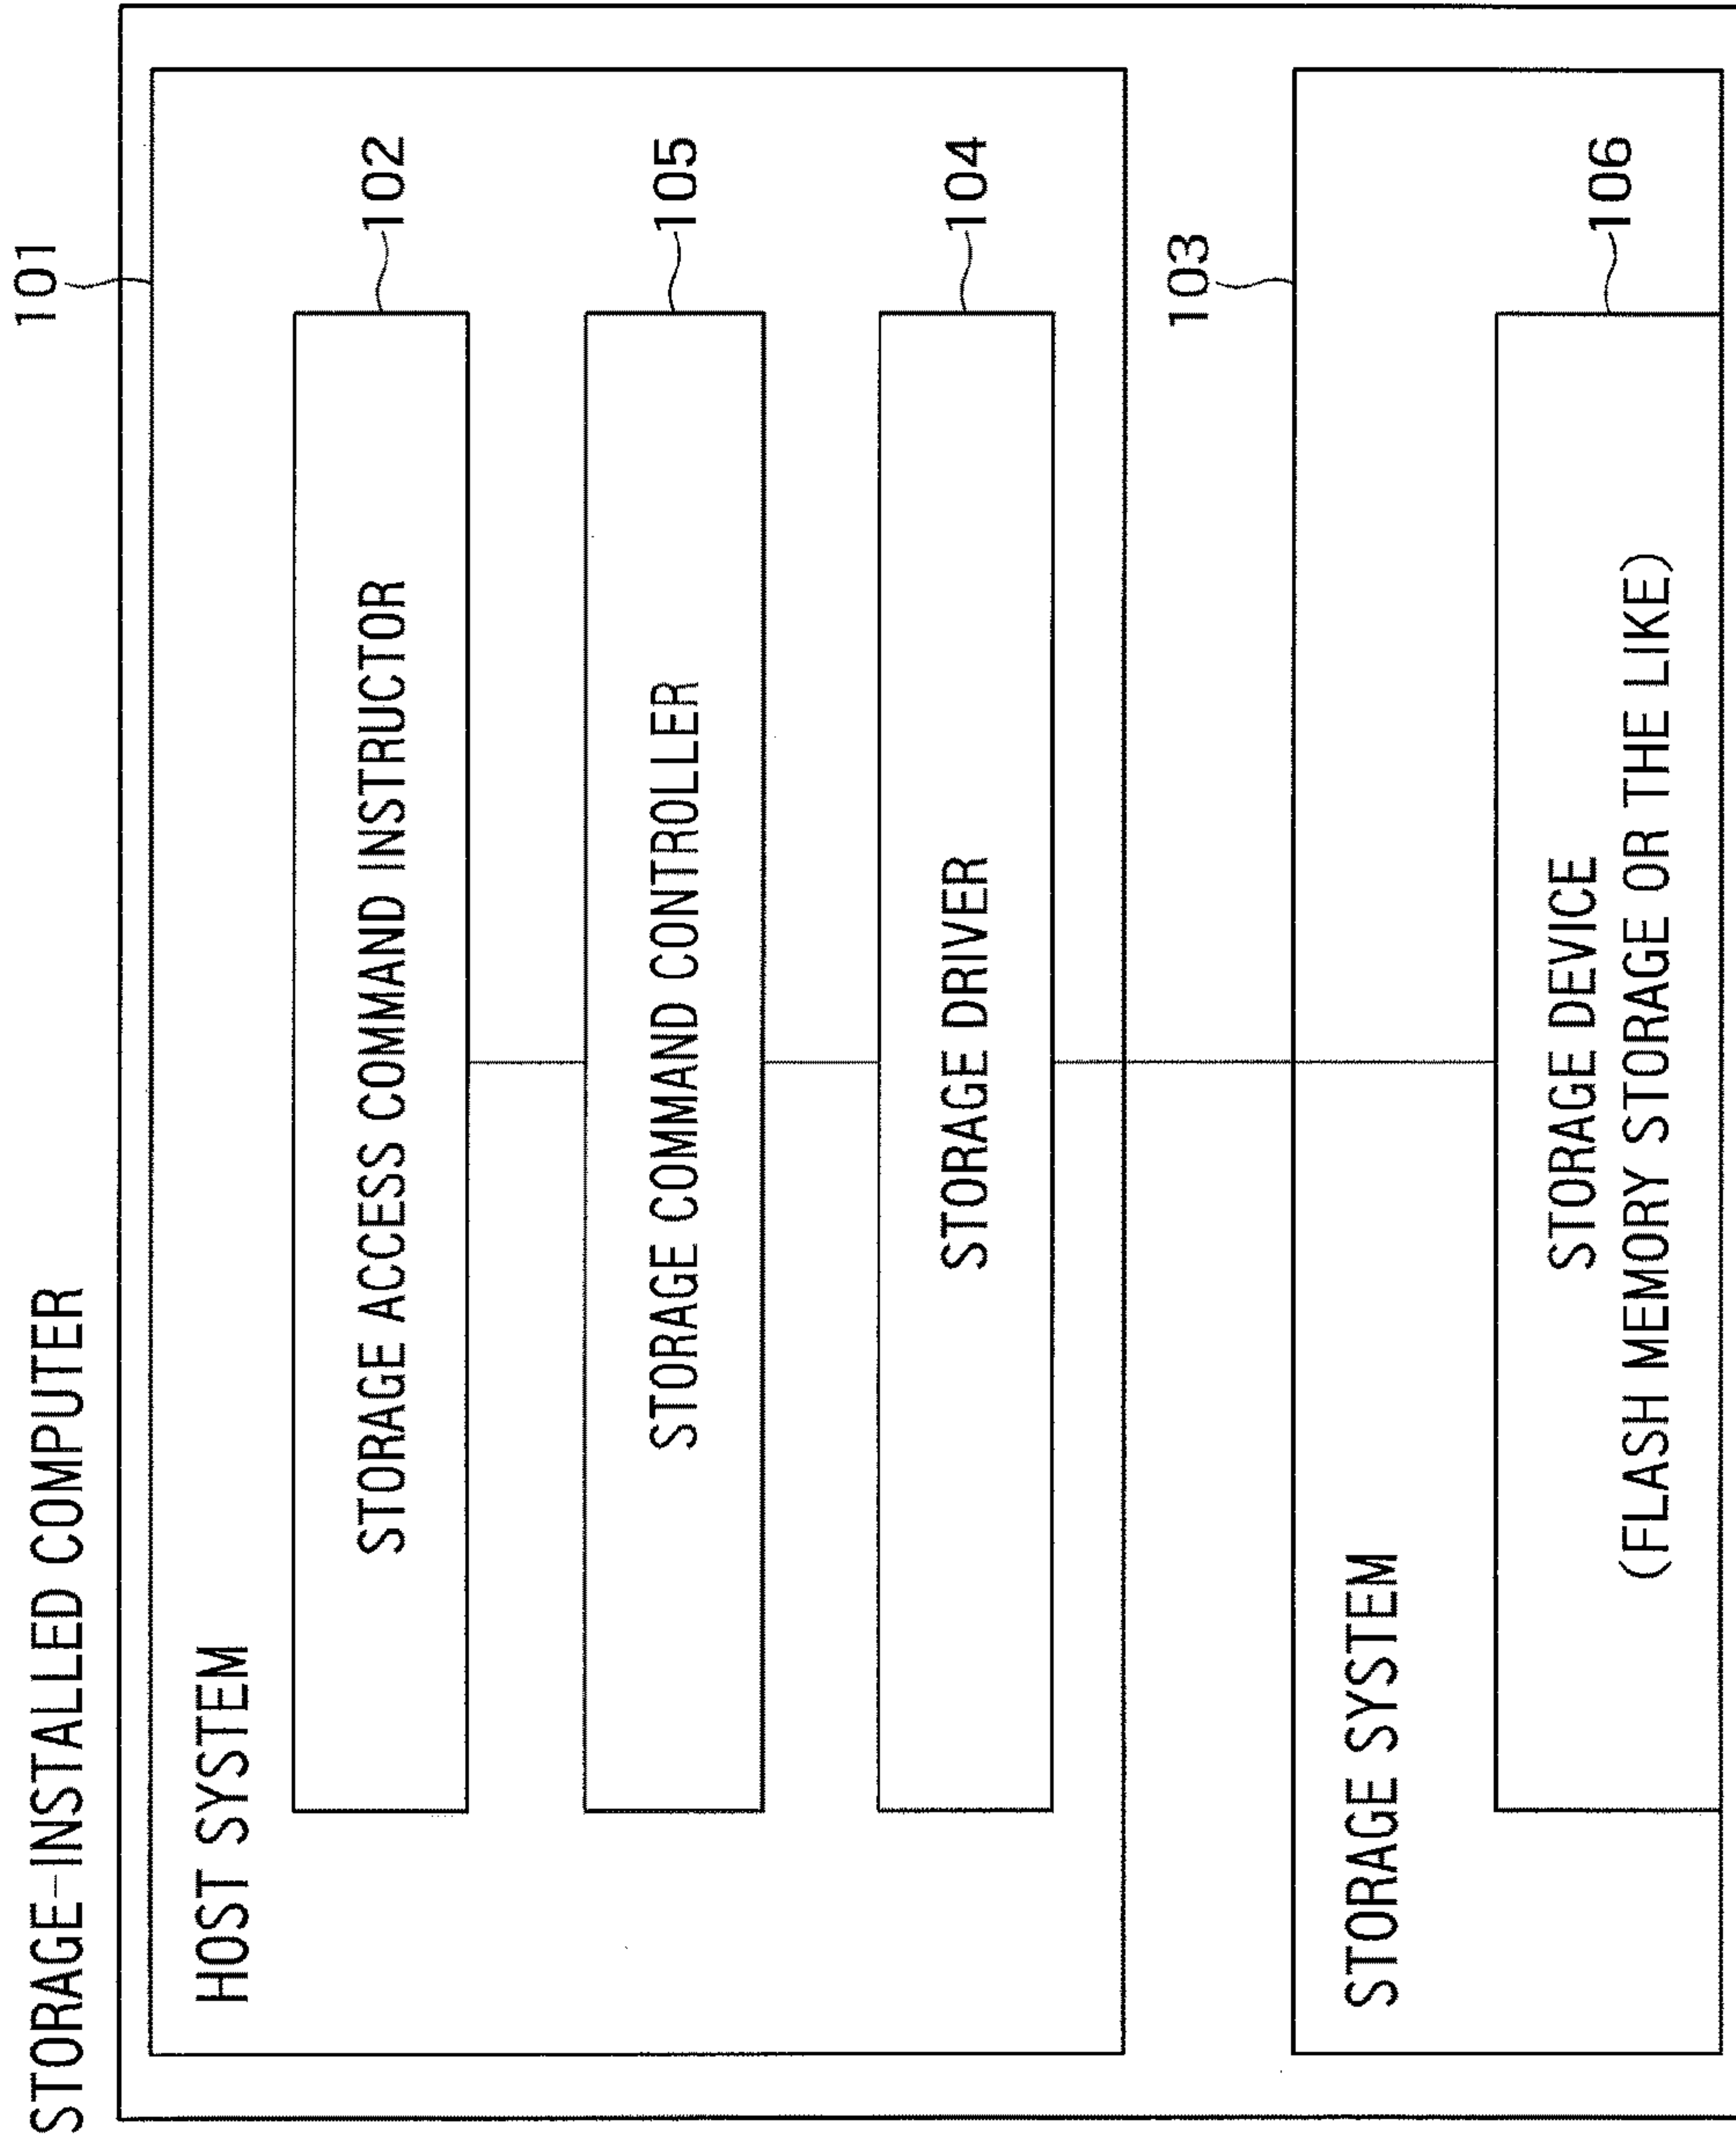 STORAGE-INSTALLED COMPUTER
101
HOST SYSTEM
102
STORAGE ACCESS COMMAND INSTRUCTOR
105
STORAGE COMMAND CONTROLLER
104
STORAGE DRIVER
103
STORAGE SYSTEM
106
STORAGE DEVICE
(FLASH MEMORY STORAGE OR THE LIKE)